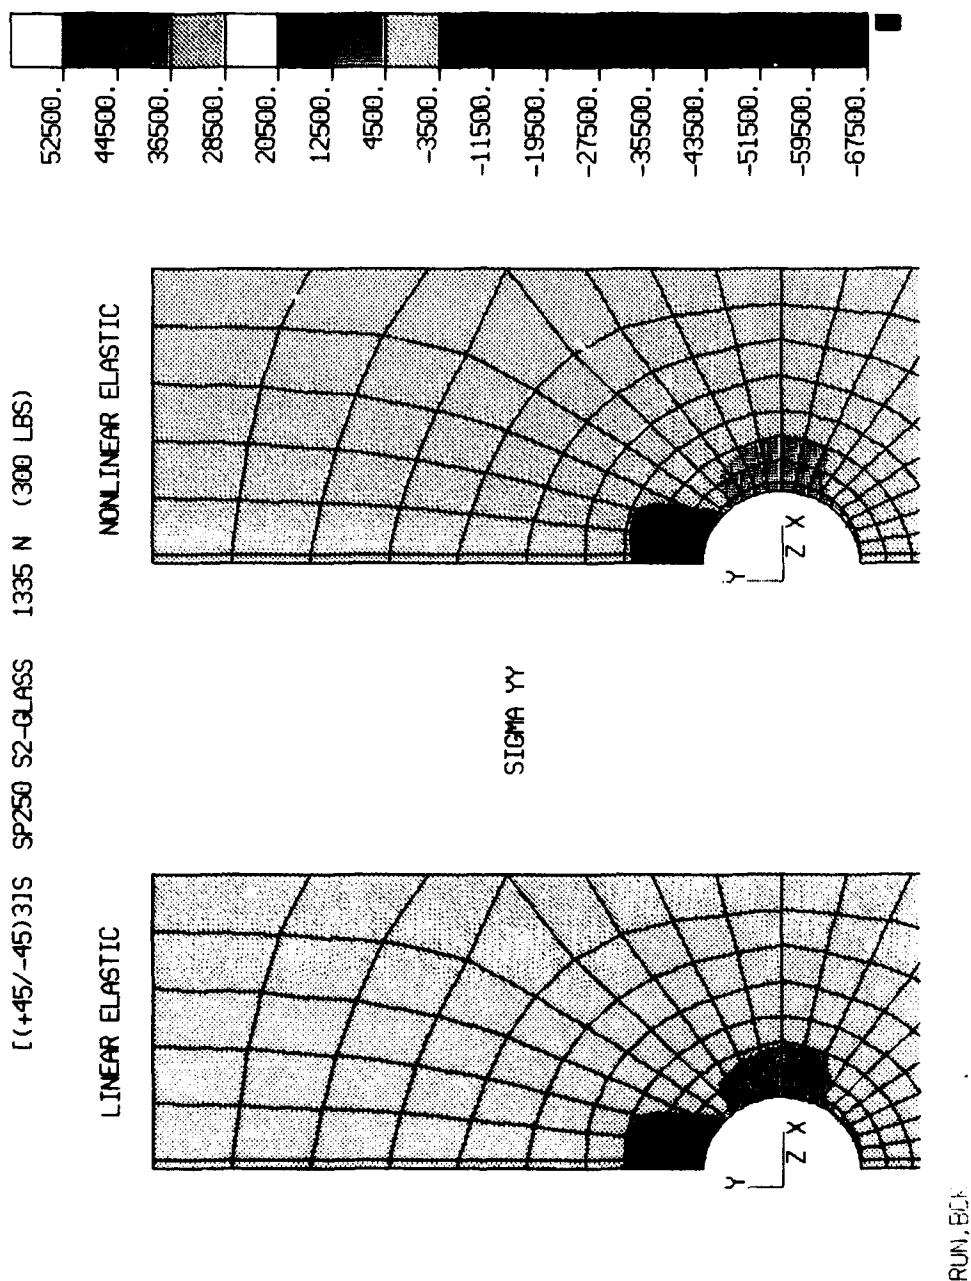 [(+45/-45)3]S SP250 S2-GLASS 1335 N (300 LBS)
LINEAR ELASTIC
NONLINEAR ELASTIC
SIGMA YY
Y
Z X
Y
Z X
52500.
44500.
36500.
28500.
20500.
12500.
4500.
-3500.
-11500.
-19500.
-27500.
-35500.
-43500.
-51500.
-59500.
-67500.
RUN,